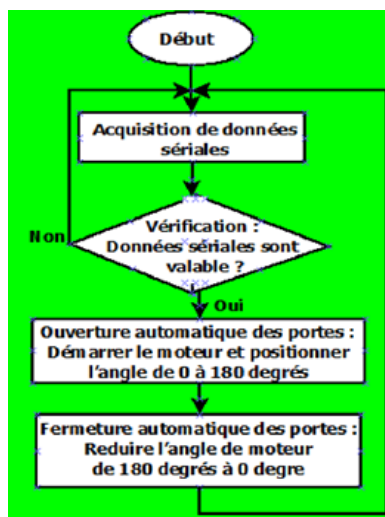 Début
Acquisition de données
sériales
Vérification :
Non
Données sériales sont
valable ?
Oui
Ouverture automatique des portes :
Démarrer le moteur et positionner
l'angle de 0 à 180 degrés
Fermeture automatique des portes :
Reduire l'angle de moteur
de 180 degrés à 0 degre